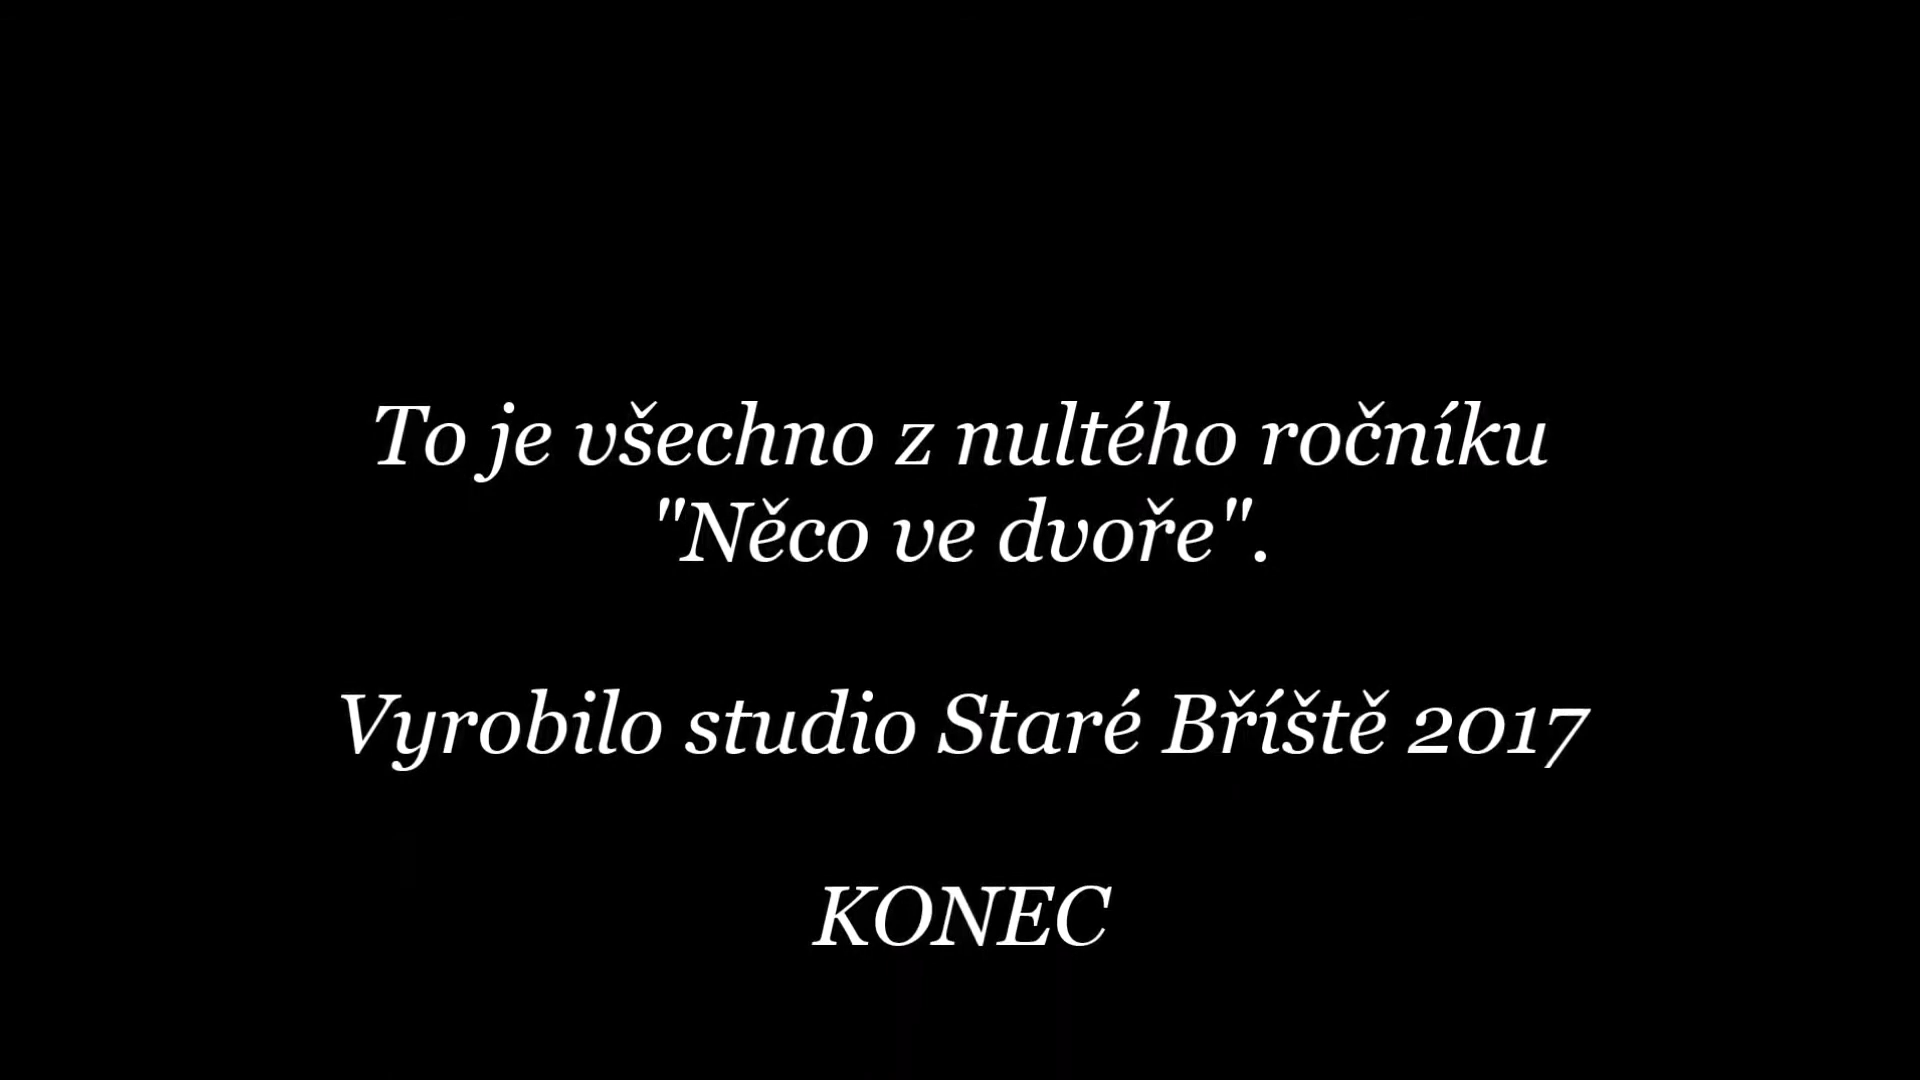 To je všechno z nultého ročníku
"Něco ve dvoře".
Vyrobilo studio Staré Bříště 2017
KONEC